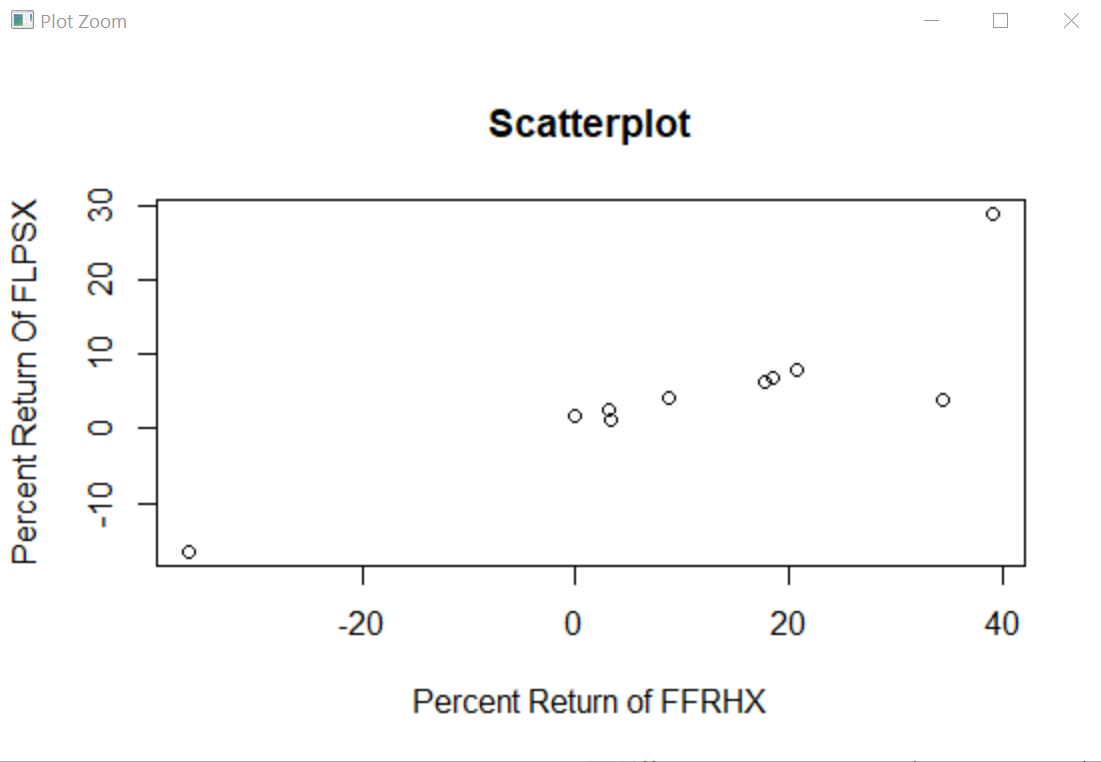 Plot Zoom
Scatterplot
Percent Return Of FLPSX
30
20
10
0
-10
-20
0
20
40
Percent Return of FFRHX